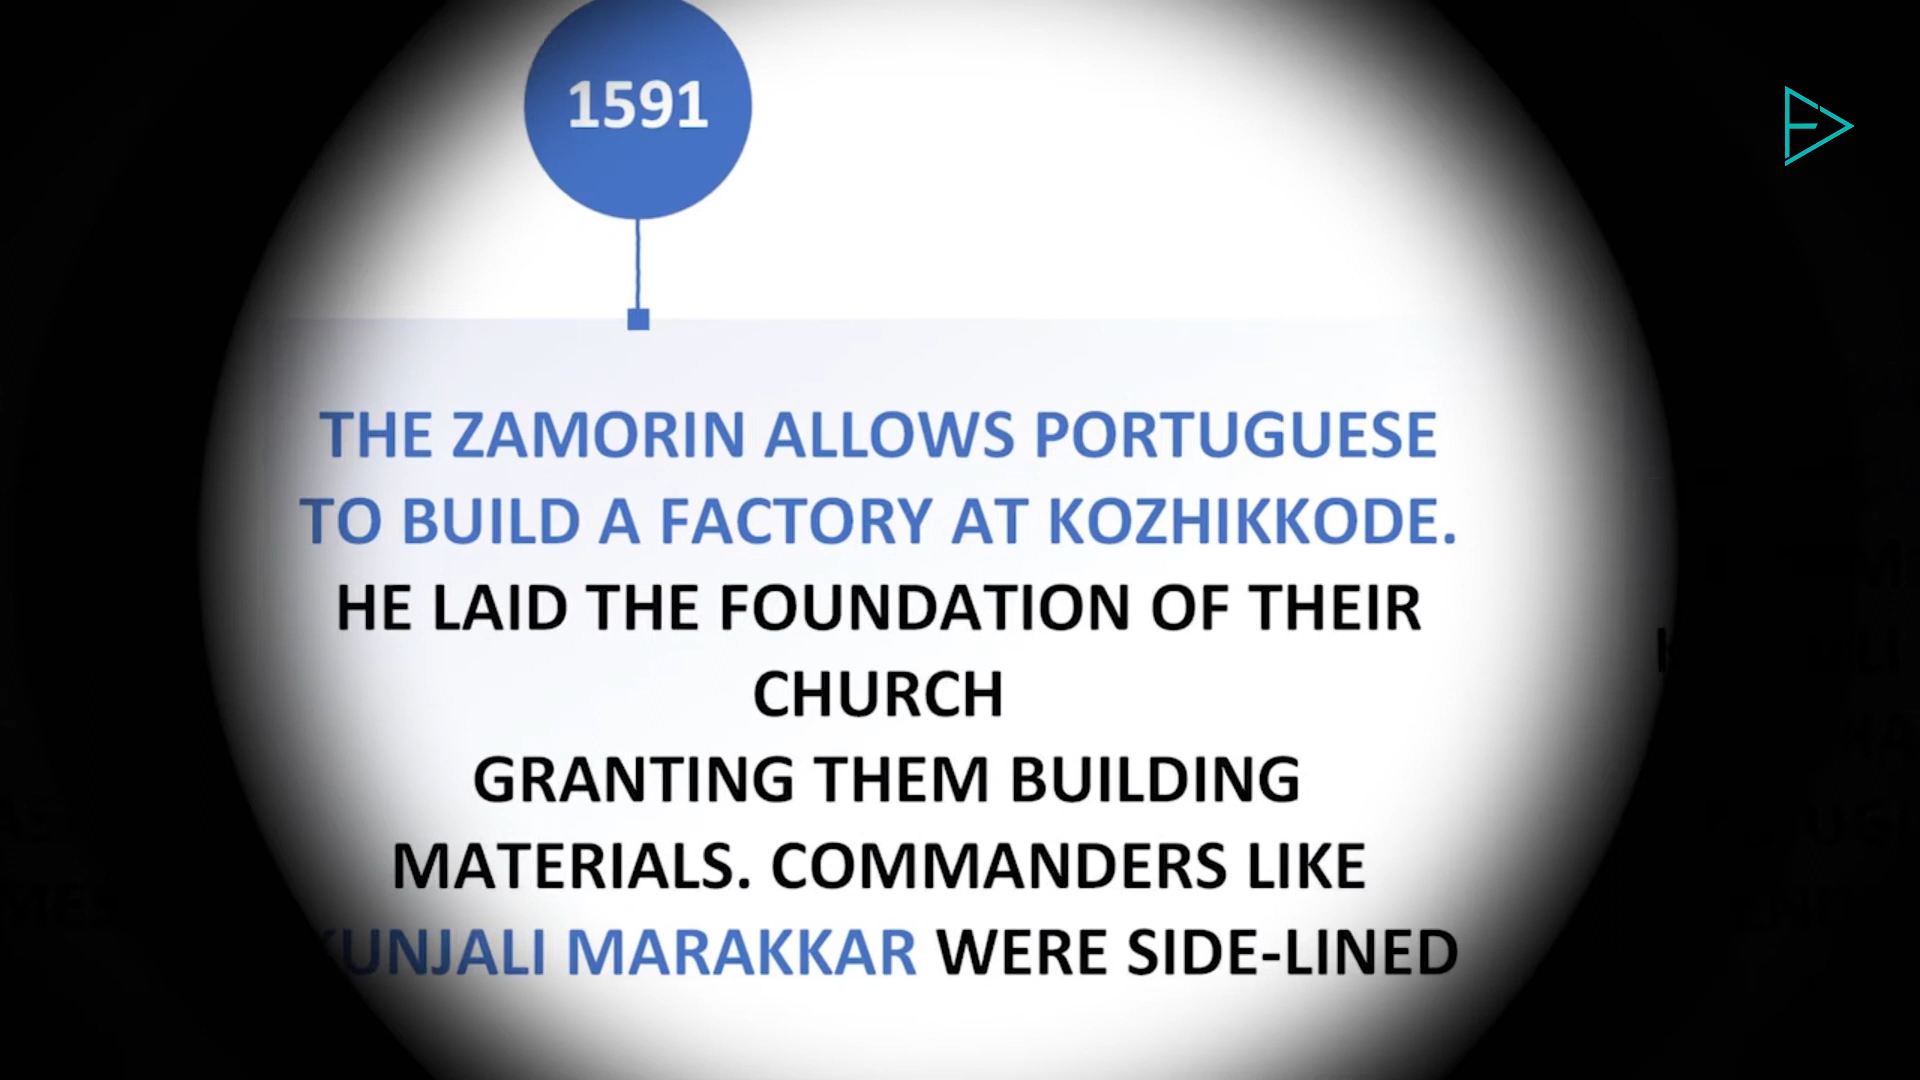 1591
THE ZAMORIN ALLOWS PORTUGUESE
TO BUILD A FACTORY AT KOZHIKKODE.
HE LAID THE FOUNDATION OF THEIR
CHURCH
GRANTING THEM BUILDING
MATERIALS. COMMANDERS LIKE
KUNJALI MARAKKAR WERE SIDE-LINED